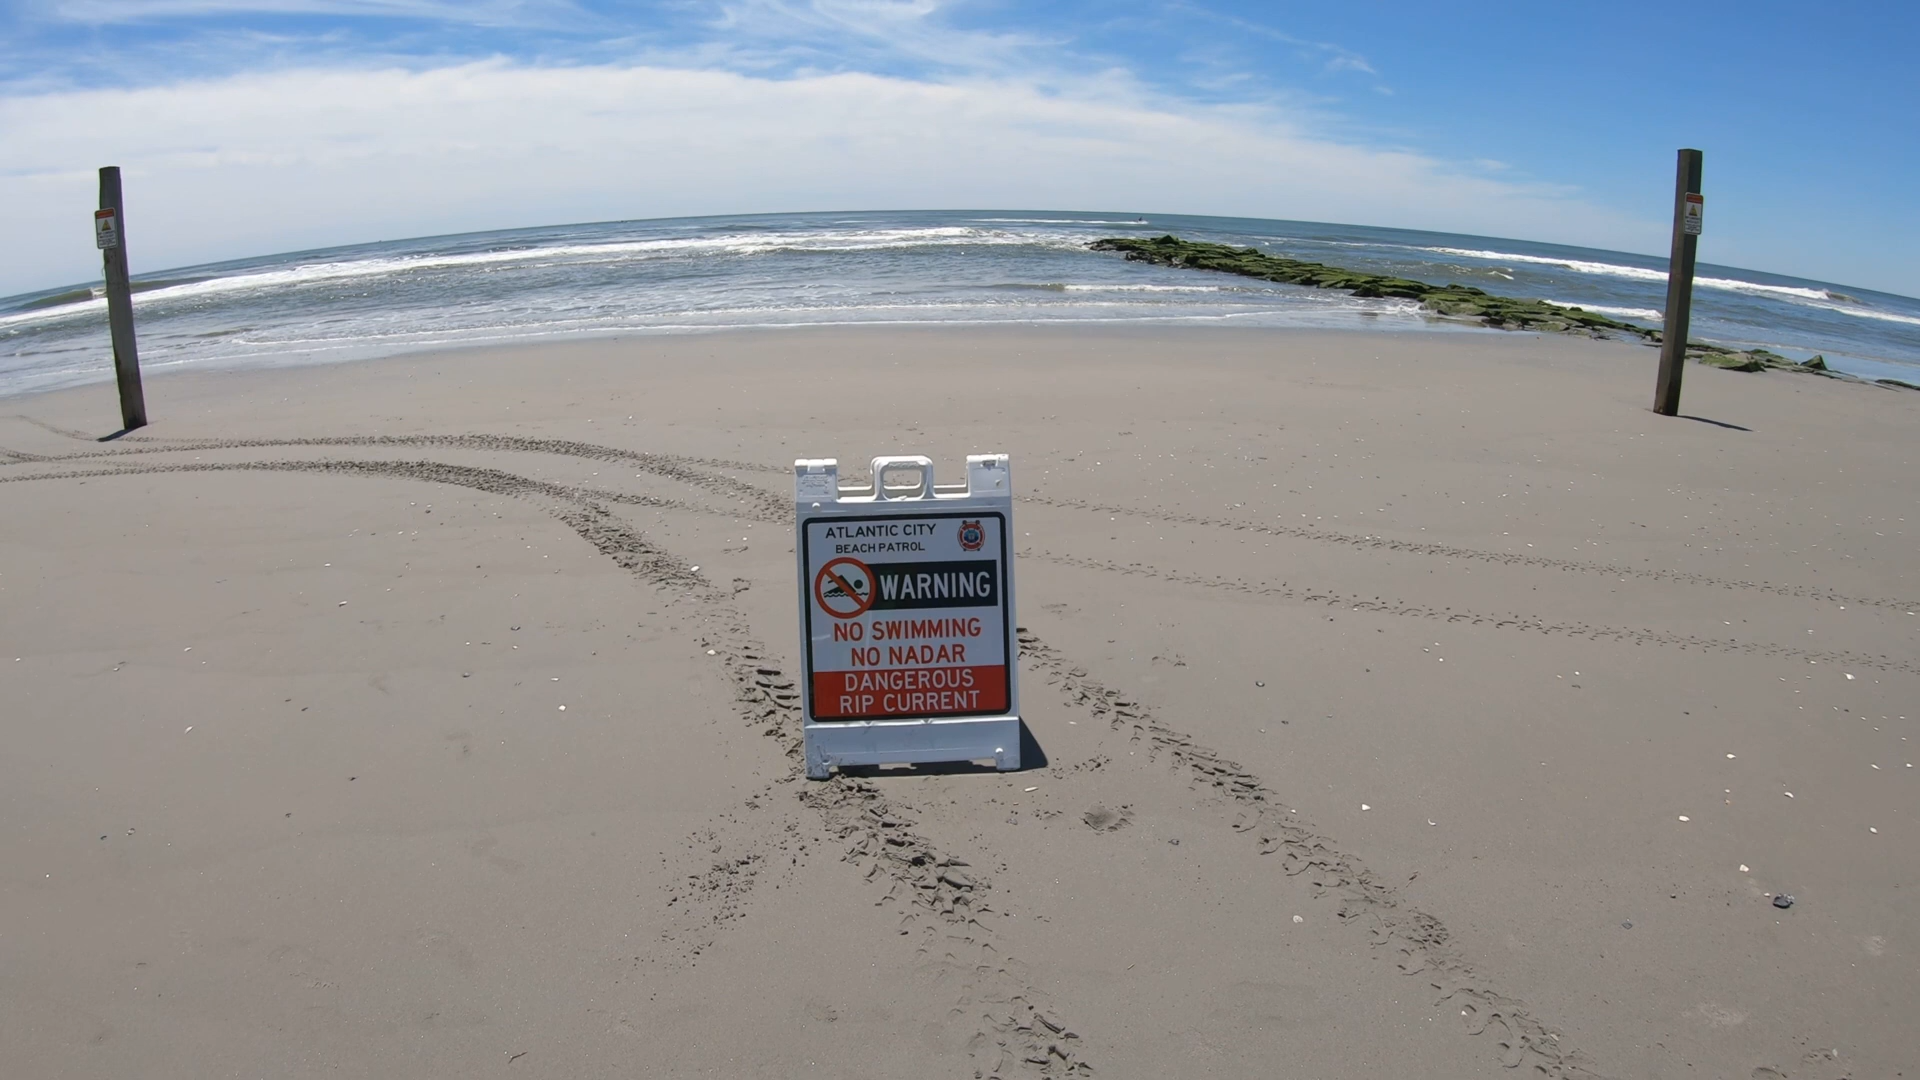 ATLANTIC CITY
BEACH PATROL
WARNING
NO SWIMMING
NO NADAR
DANGEROUS
RIP CURRENT